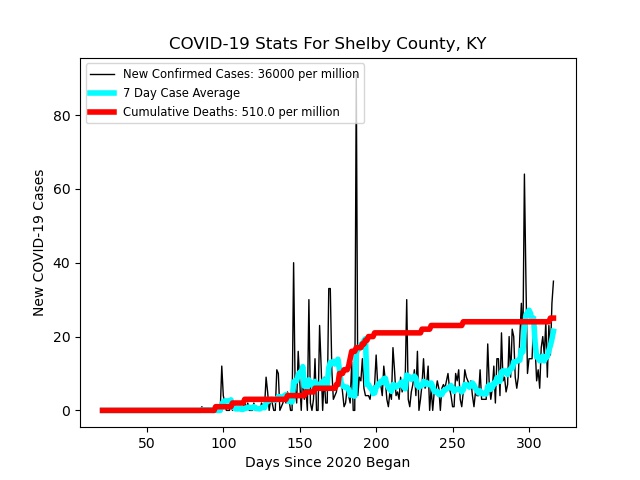 COVID-19 Stats For Shelby County, KY
New Confirmed Cases: 36000 per million
7 Day Case Average
Cumulative Deaths: 510.0 per million
80
60
40
20
0
New COVID-19 Cases
50 100 150 200 250 300
Days Since 2020 Began